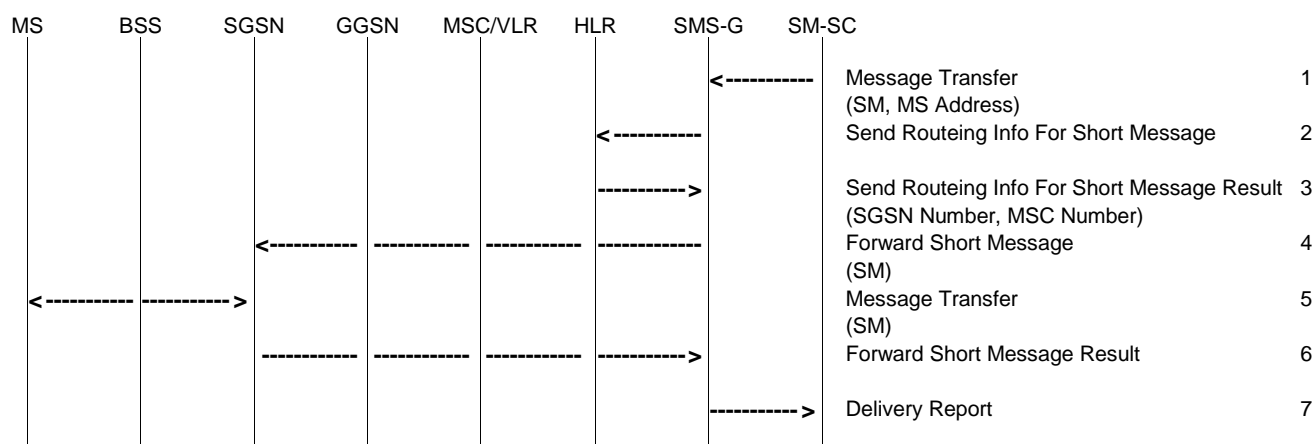 MS BSS SGSN GGSN MSC/VLR HLR SMS-G SM-SC
Message Transfer 1
(SM, MS Address)
Send Routeing Info For Short Message 2
Send Routeing Info For Short Message Result 3
(SGSN Number, MSC Number)
Forward Short Message 4
(SM)
Message Transfer 5
(SM)
Forward Short Message Result 6
Delivery Report 7